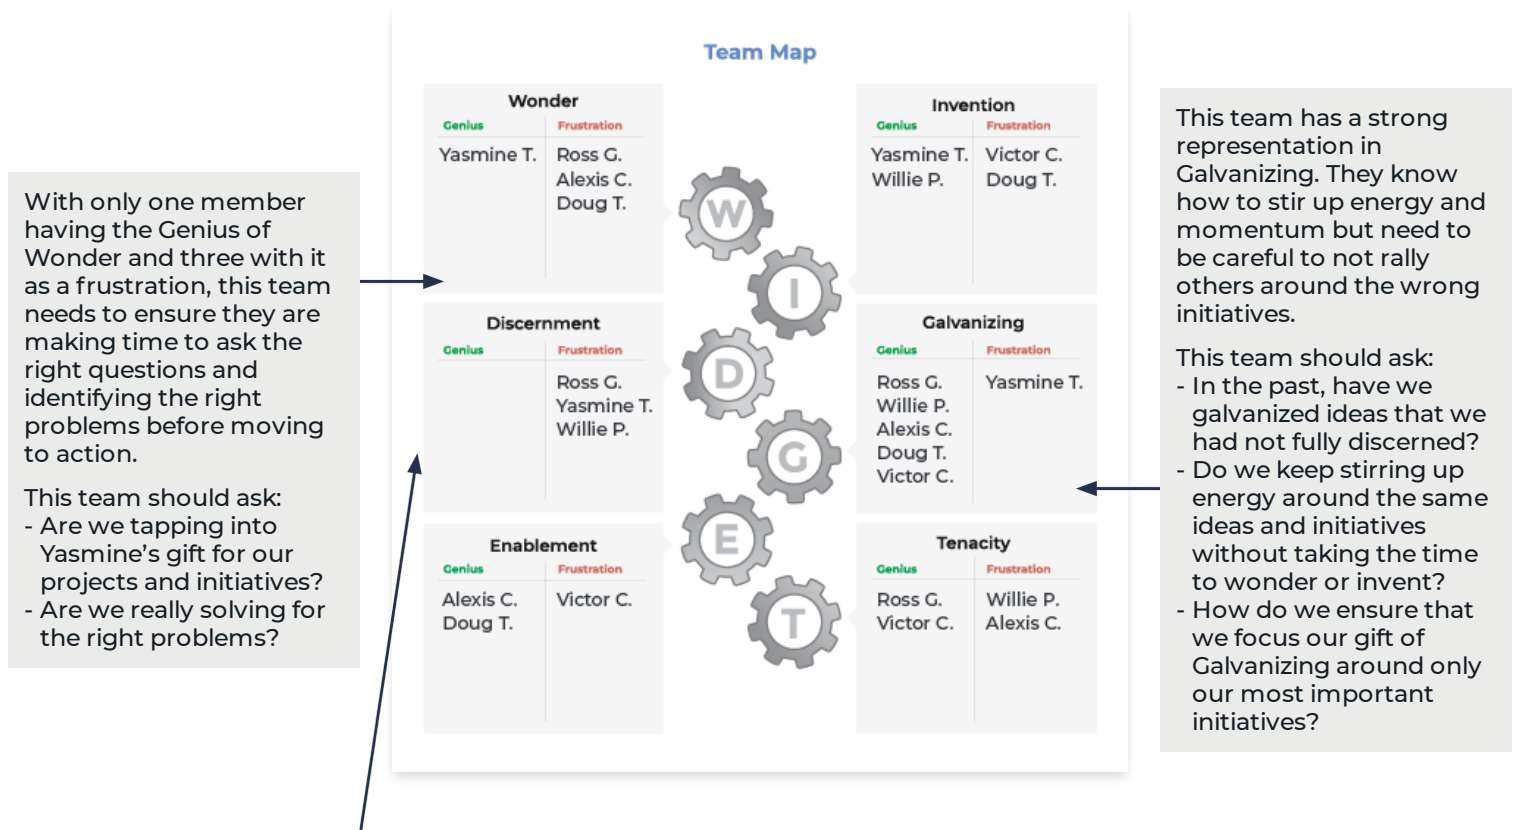 Team Map
With only one member
having the Genius of
Wonder and three with it
as a frustration, this team
needs to ensure they are
making time to ask the
right questions and
identifying the right
problems before moving
to action.
This team should ask:
- Are we tapping into
Yasmine’s gift for our
projects and initiatives?
- Are we really solving for
the right problems?
Wonder
Genius Frustration
Yasmine T. Ross G.
Alexis C.
Doug T.
Discernment
Genius Frustration
Ross G.
Yasmine T.
Willie P.
Enablement
Genius Frustration
Alexis C. Victor C.
Doug T.
W
I
D
G
E
T
Invention
Genius Frustration
Yasmine T. Victor C.
Willie P. Doug T.
Galvanizing
Genius Frustration
Ross G. Yasmine T.
Willie P.
Alexis C.
Doug T.
Victor C.
Tenacity
Genius Frustration
Ross G. Willie P.
Victor C. Alexis C.
This team has a strong
representation in
Galvanizing. They know
how to stir up energy and
momentum but need to
be careful to not rally
others around the wrong
initiatives.
This team should ask:
- In the past, have we
galvanized ideas that we
had not fully discerned?
- Do we keep stirring up
energy around the same
ideas and initiatives
without taking the time
to wonder or invent?
- How do we ensure that
we focus our gift of
Galvanizing around only
our most important
initiatives?